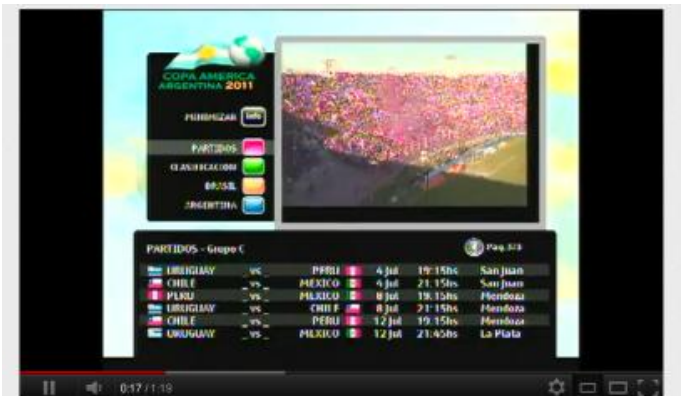 COPA AMERICA
ARGENTINA 2011
MINIMIZAR info
PARTIDOS
CLASIFICACION
BRASIL
ARGENTINA
PARTIDOS - Grupo C Pag. 3/3
URUGUAY _vs_ PERU 4 Jul 19:15hs San Juan
CHILE _vs_ MEXICO 4 Jul 21:15hs San Juan
PERU _vs_ MEXICO 8 Jul 19:15hs Mendoza
URUGUAY _vs_ CHILE 8 Jul 21:15hs Mendoza
CHILE _vs_ PERU 12 Jul 19:15hs Mendoza
URUGUAY _vs_ MEXICO 12 Jul 21:45hs La Plata
0:17 / 1:19